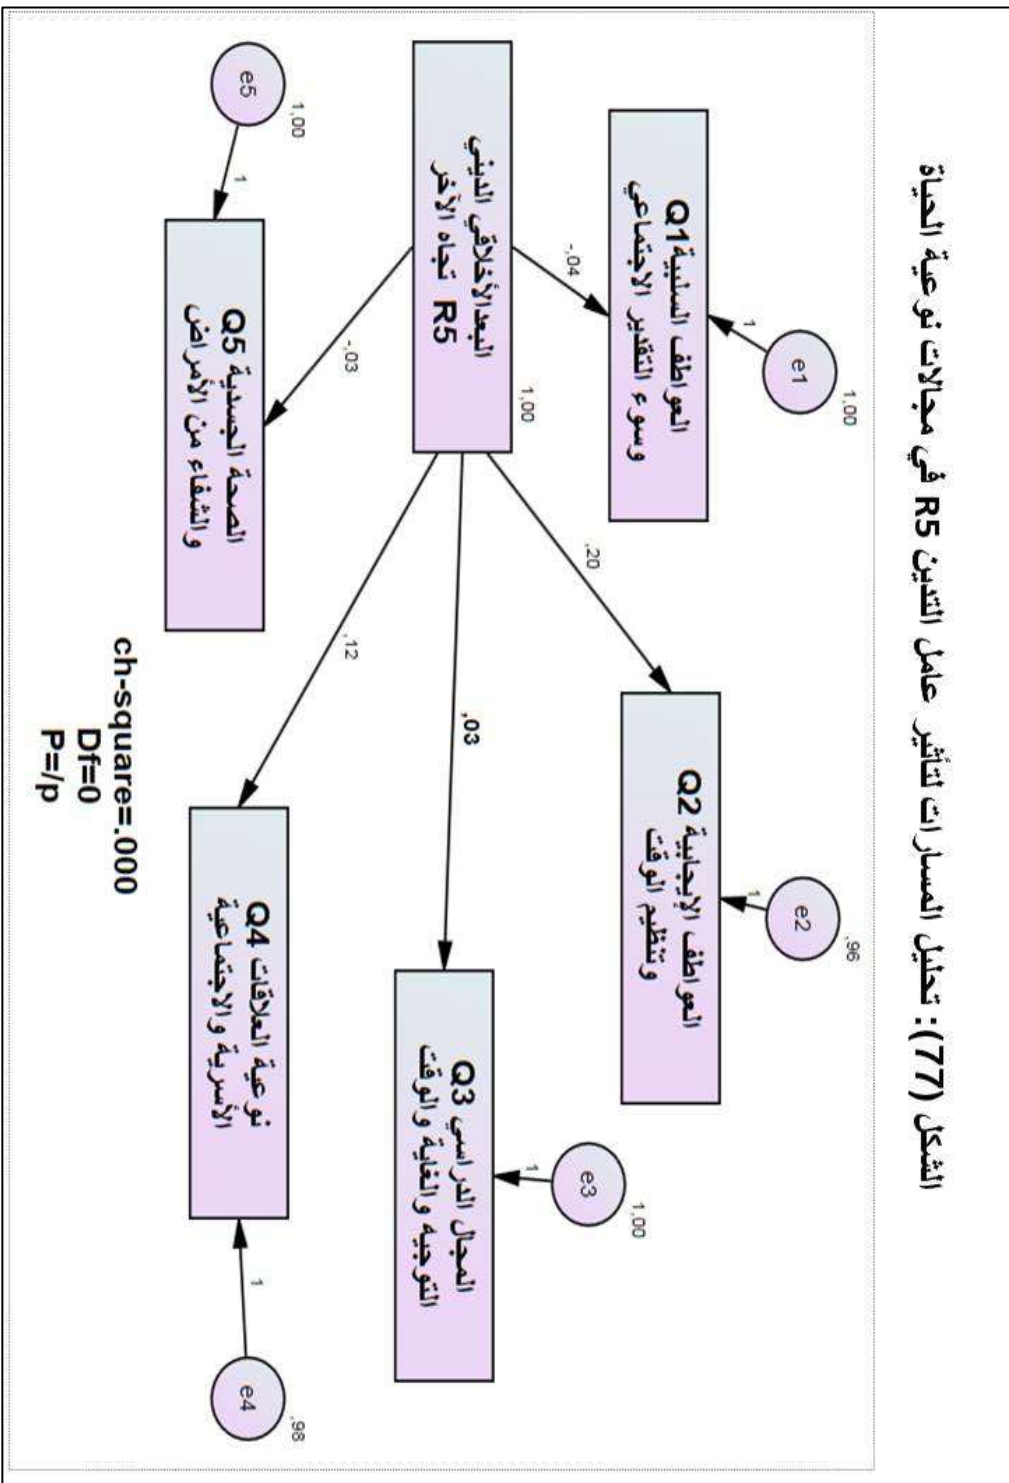 الشكل (77): تحليل المسارات لتأثير عامل التدين R5 في مجالات نوعية الحياة
1,00
e1
1
Q1 العواطف السلبية
وسوء التقدير الاجتماعي
-,04
,96
e2
1
Q2 العواطف الإيجابية
وتنظيم الوقت
,20
1,00
البعدالأخلاقي الديني
تجاه الآخر R5
1,00
e3
1
Q3 المجال الدراسي
التوجيه والغاية والوقت
,03
1,00
e5
1
Q5 الصحة الجسدية
والشفاء من الأمراض
-,03
,12
Q4 نوعية العلاقات
الأسرية والاجتماعية
1
e4
,98
ch-square=.000
Df=0
P=/p